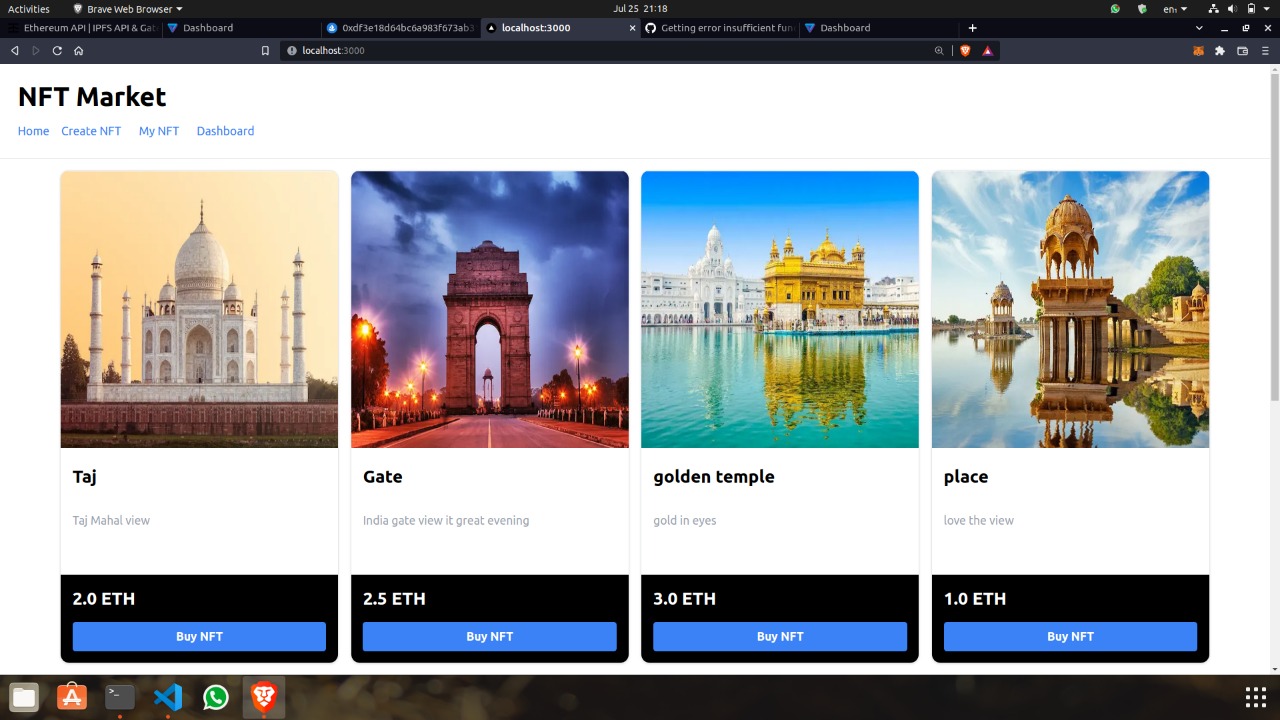 Activities Brave Web Browser Jul 25 21:18 en₁
Ethereum API | IPFS API & Gat Dashboard 0xdf3e18d64bc6a983f673ab3 localhost:3000 Getting error insufficient fun Dashboard
localhost:3000
NFT Market
Home Create NFT My NFT Dashboard
Taj Gate golden temple place
Taj Mahal view India gate view it great evening gold in eyes love the view
2.0 ETH 2.5 ETH 3.0 ETH 1.0 ETH
Buy NFT Buy NFT Buy NFT Buy NFT